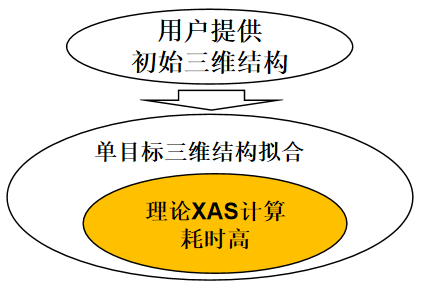 用户提供
初始三维结构
单目标三维结构拟合
理论XAS计算
耗时高